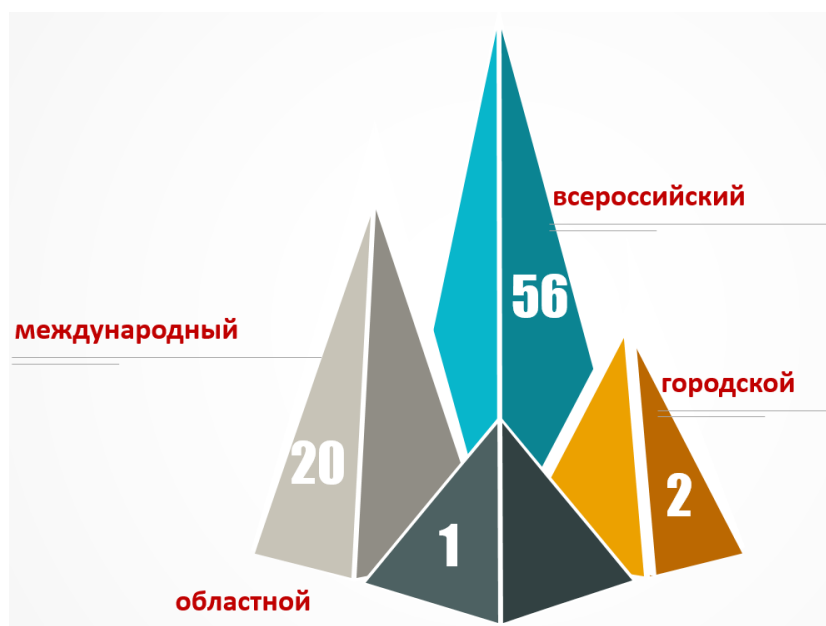 всероссийский
56
международный
городской
20
2
1
областной